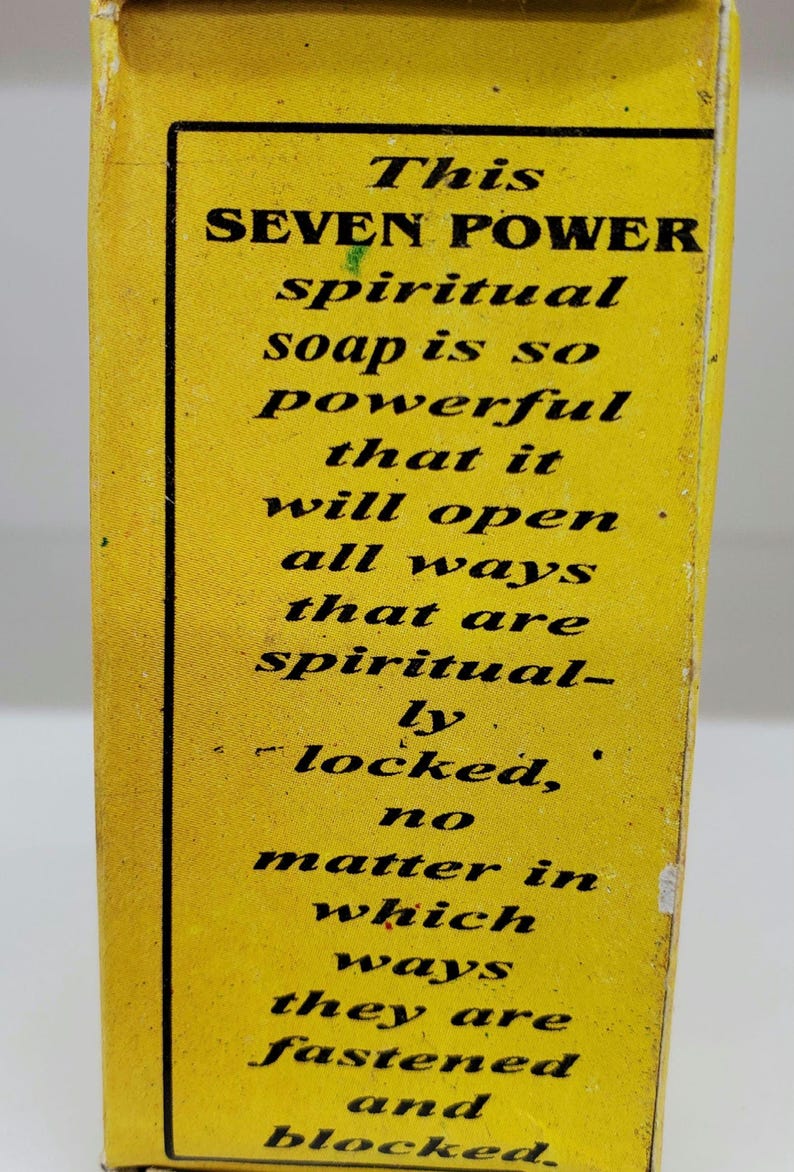 This
SEVEN POWER
spiritual
soap is so
powerful
that it
will open
all ways
that are
spiritual-
ly
locked,
no
matter in
which
ways
they are
fastened
and
blocked.